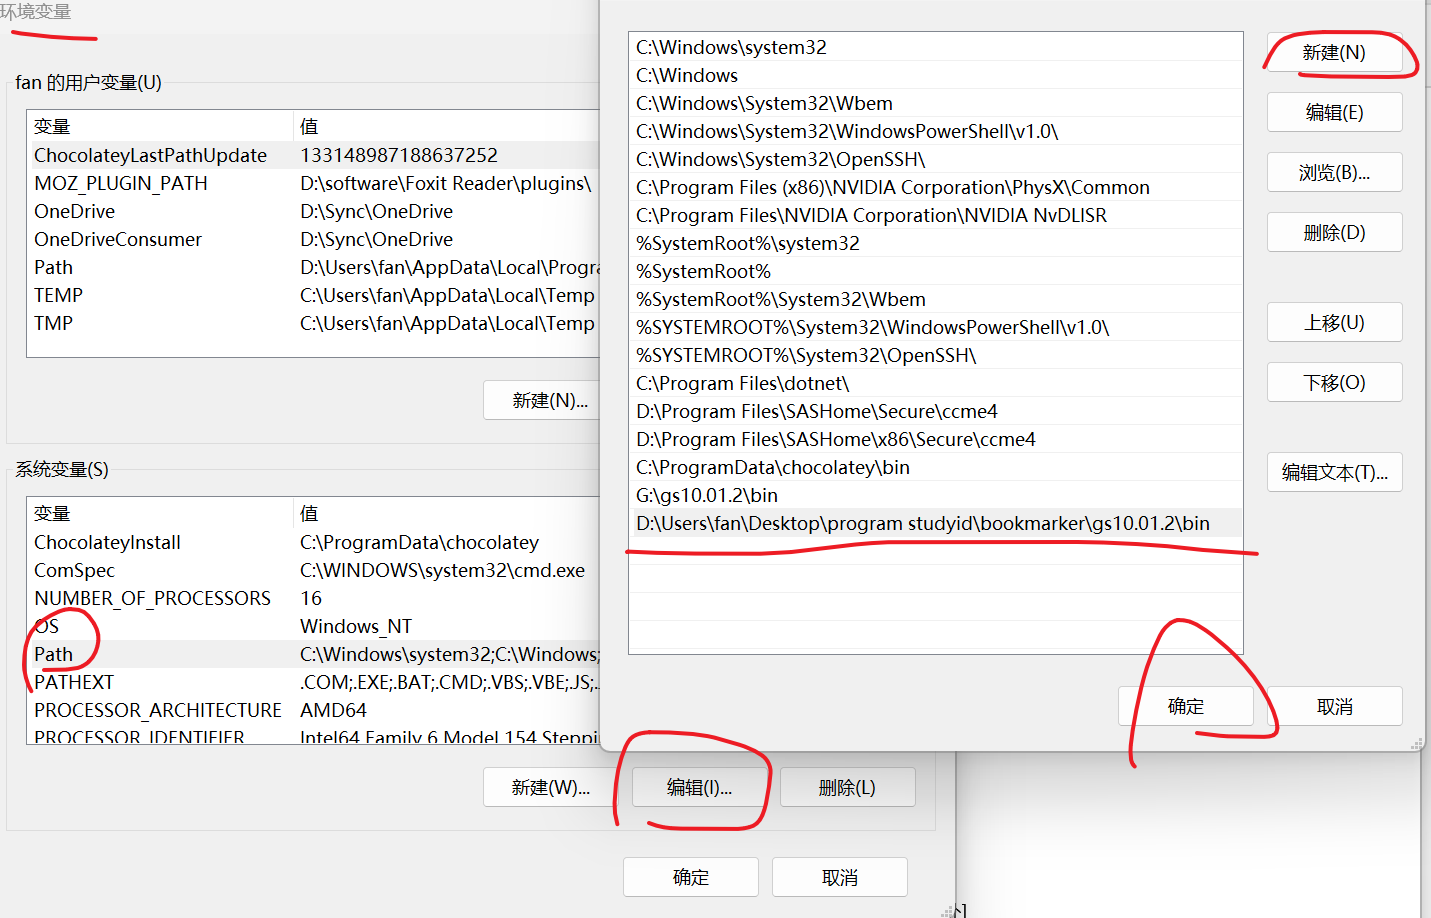 环境变量
fan 的用户变量(U)
变量 值
ChocolateyLastPathUpdate 133148987188637252
MOZ_PLUGIN_PATH D:\software\Foxit Reader\plugins\
OneDrive D:\Sync\OneDrive
OneDriveConsumer D:\Sync\OneDrive
Path D:\Users\fan\AppData\Local\Progra
TEMP C:\Users\fan\AppData\Local\Temp
TMP C:\Users\fan\AppData\Local\Temp
新建(N)...
系统变量(S)
变量 值
ChocolateyInstall C:\ProgramData\chocolatey
ComSpec C:\WINDOWS\system32\cmd.exe
NUMBER_OF_PROCESSORS 16
OS Windows_NT
Path C:\Windows\system32;C:\Windows;
PATHEXT .COM;.EXE;.BAT;.CMD;.VBS;.VBE;.JS;.
PROCESSOR_ARCHITECTURE AMD64
PROCESSOR_IDENTIFIER Intel64 Family 6 Model 154 Steppi
新建(W)... 编辑(I)... 删除(L)
确定 取消
C:\Windows\system32
C:\Windows
C:\Windows\System32\Wbem
C:\Windows\System32\WindowsPowerShell\v1.0\
C:\Windows\System32\OpenSSH\
C:\Program Files (x86)\NVIDIA Corporation\PhysX\Common
C:\Program Files\NVIDIA Corporation\NVIDIA NvDLISR
%SystemRoot%\system32
%SystemRoot%
%SystemRoot%\System32\Wbem
%SYSTEMROOT%\System32\WindowsPowerShell\v1.0\
%SYSTEMROOT%\System32\OpenSSH\
C:\Program Files\dotnet\
D:\Program Files\SASHome\Secure\ccme4
D:\Program Files\SASHome\x86\Secure\ccme4
C:\ProgramData\chocolatey\bin
G:\gs10.01.2\bin
D:\Users\fan\Desktop\program studyid\bookmarker\gs10.01.2\bin
新建(N)
编辑(E)
浏览(B)...
删除(D)
上移(U)
下移(O)
编辑文本(T)...
确定 取消